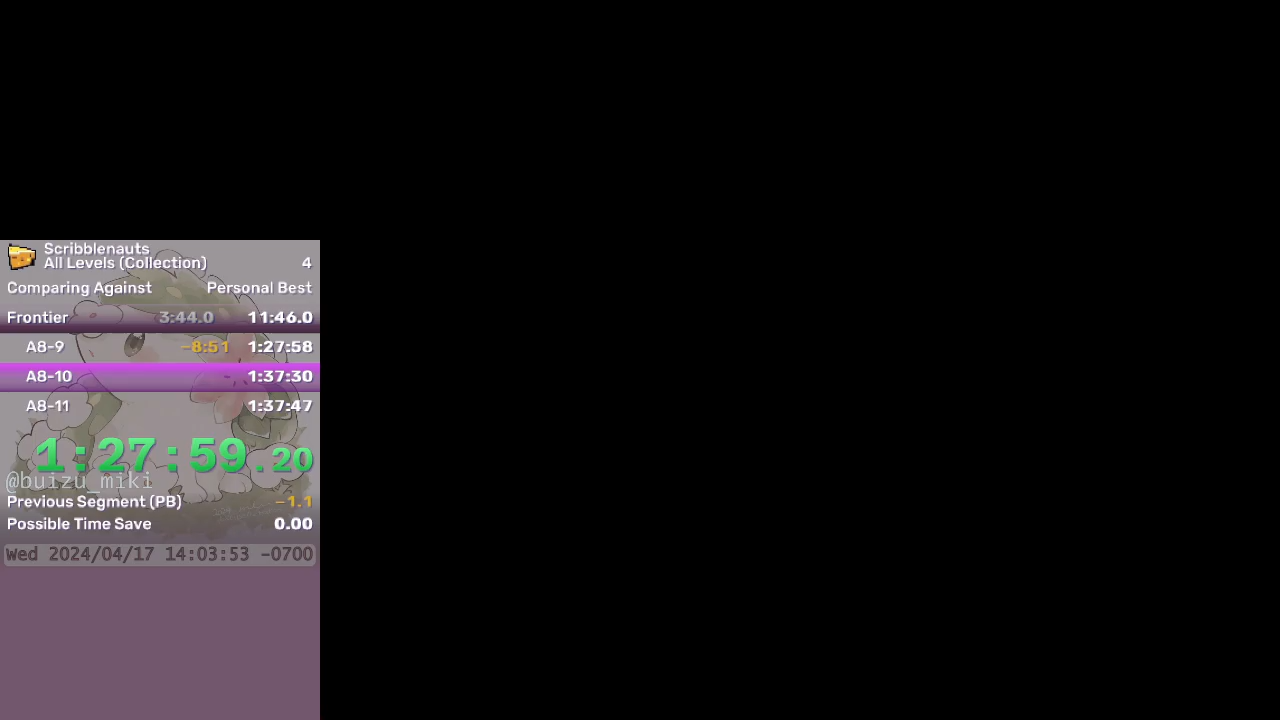 Scribblenauts
All Levels (Collection) 4
Comparing Against Personal Best
Frontier 3:44.0 11:46.0
A8-9 −8:51 1:27:58
A8-10 1:37:30
A8-11 1:37:47
1:27:59.20
@buizu_miki
Previous Segment (PB) −1.1
Possible Time Save 0.00
Wed 2024/04/17 14:03:53 -0700